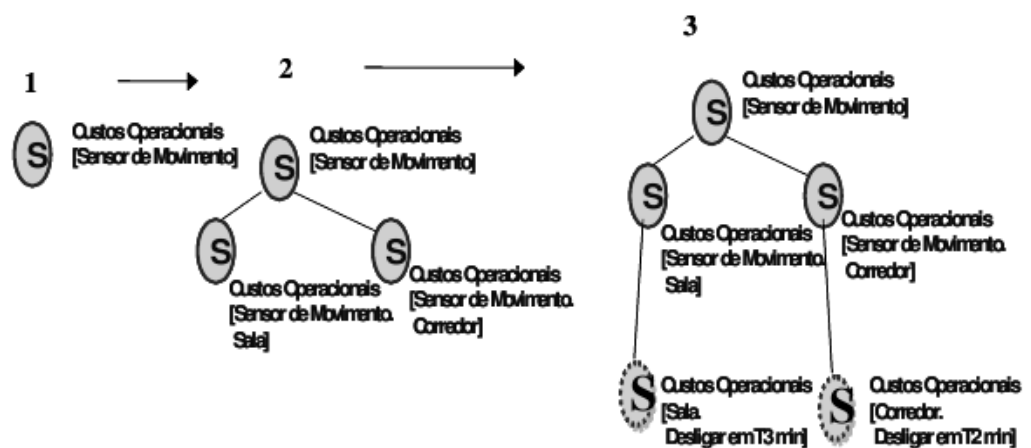 1
S
Custos Operacionais
[Sensor de Movimento]
2
S
Custos Operacionais
[Sensor de Movimento]
S
Custos Operacionais
[Sensor de Movimento.
Sala]
S
Custos Operacionais
[Sensor de Movimento.
Corredor]
3
S
Custos Operacionais
[Sensor de Movimento]
S
Custos Operacionais
[Sensor de Movimento.
Sala]
S
Custos Operacionais
[Sensor de Movimento.
Corredor]
S
Custos Operacionais
[Sala.
Desligar em T3 min]
S
Custos Operacionais
[Corredor.
Desligar em T2 min]